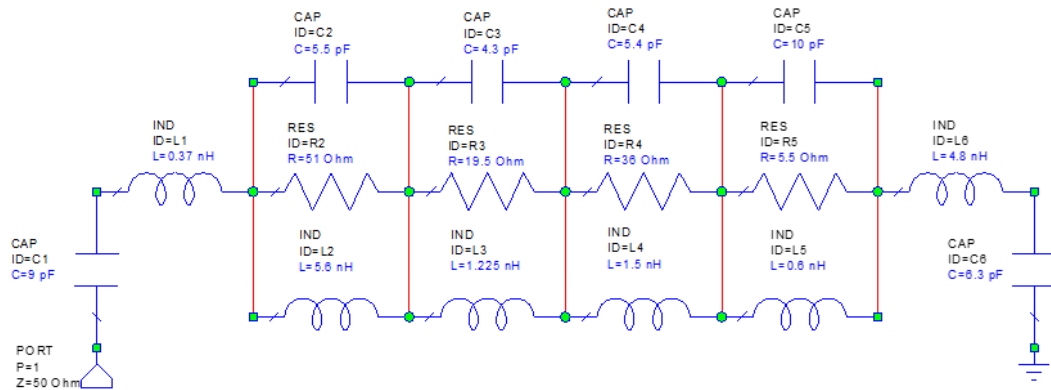 CAP
ID=C2
C=5.5 pF
CAP
ID=C3
C=4.3 pF
CAP
ID=C4
C=5.4 pF
CAP
ID=C5
C=10 pF
IND
ID=L1
L=0.37 nH
RES
ID=R2
R=51 Ohm
RES
ID=R3
R=19.5 Ohm
RES
ID=R4
R=36 Ohm
RES
ID=R5
R=5.5 Ohm
IND
ID=L6
L=4.8 nH
CAP
ID=C1
C=9 pF
IND
ID=L2
L=5.6 nH
IND
ID=L3
L=1.225 nH
IND
ID=L4
L=1.5 nH
IND
ID=L5
L=0.6 nH
CAP
ID=C6
C=6.3 pF
PORT
P=1
Z=50 Ohm